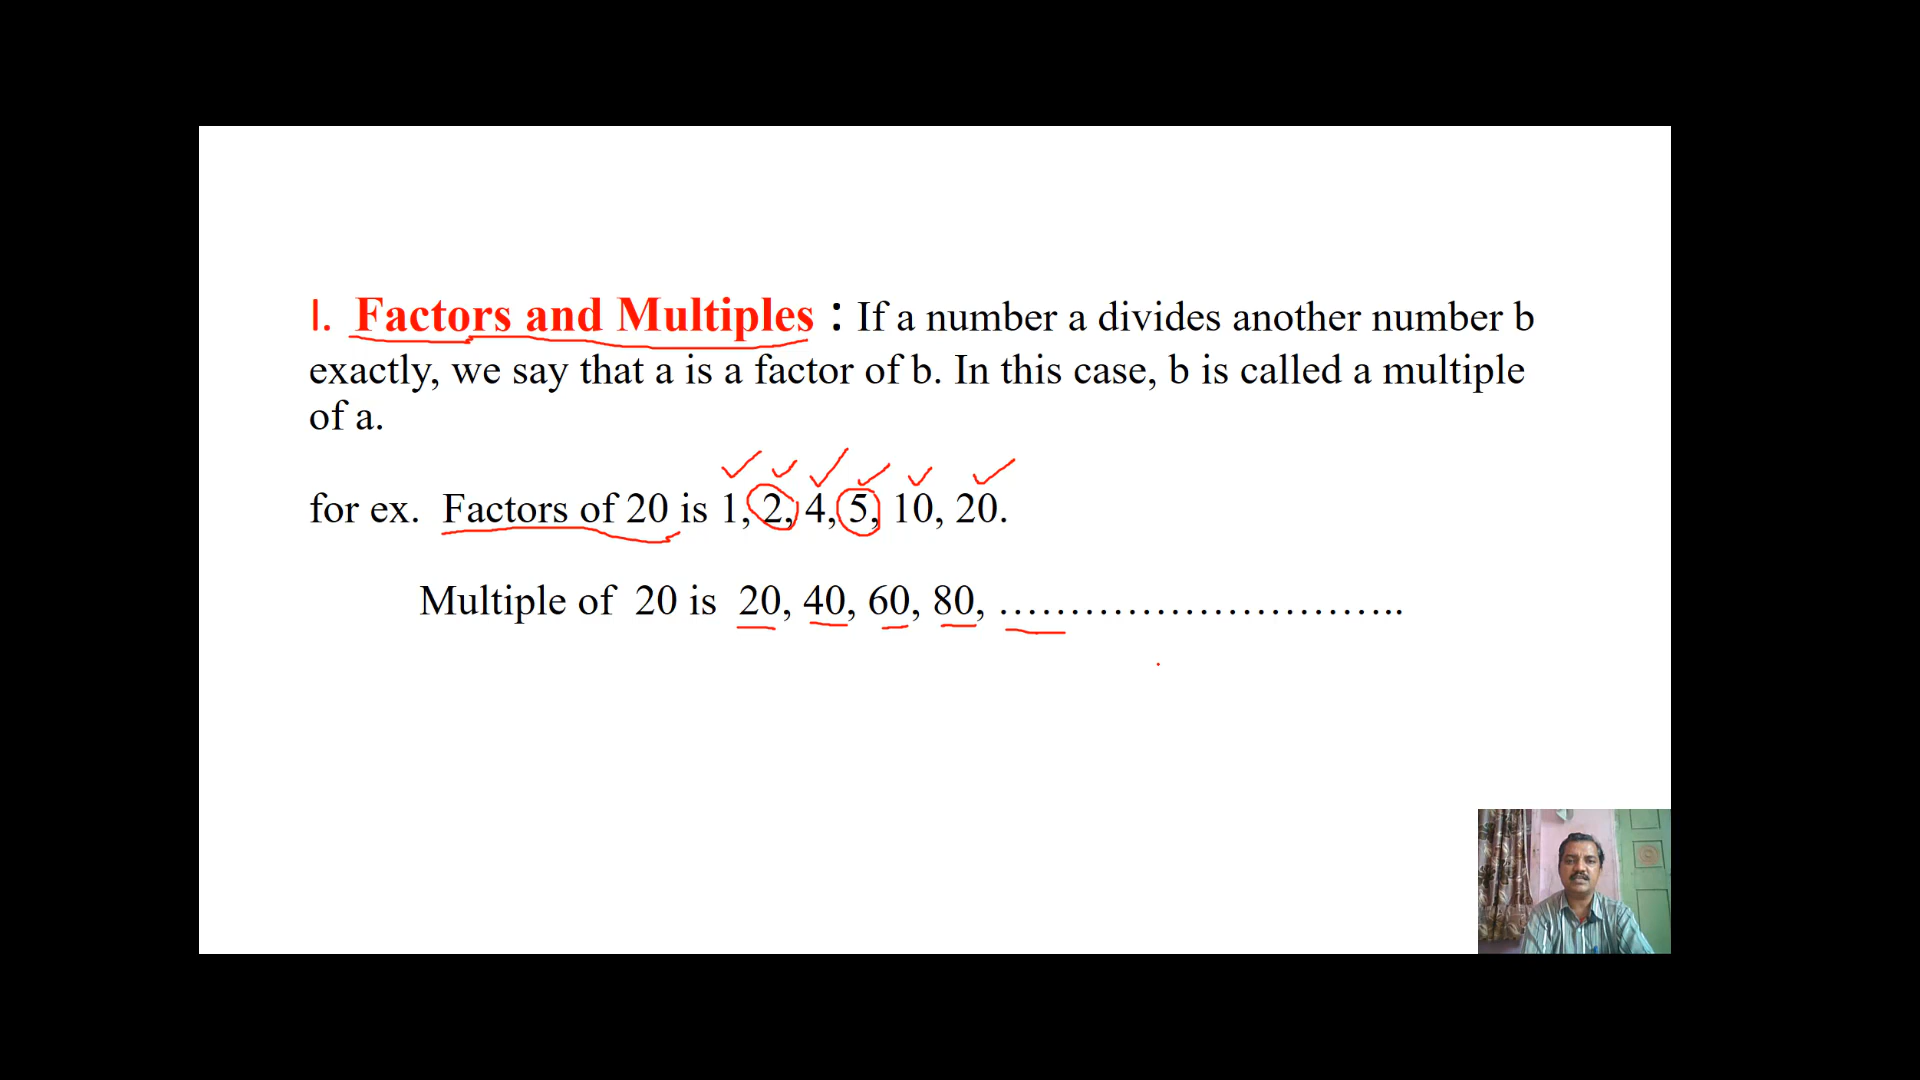 I. Factors and Multiples : If a number a divides another number b
exactly, we say that a is a factor of b. In this case, b is called a multiple
of a.
for ex. Factors of 20 is 1, 2, 4, 5, 10, 20.
Multiple of 20 is 20, 40, 60, 80, ………………………..